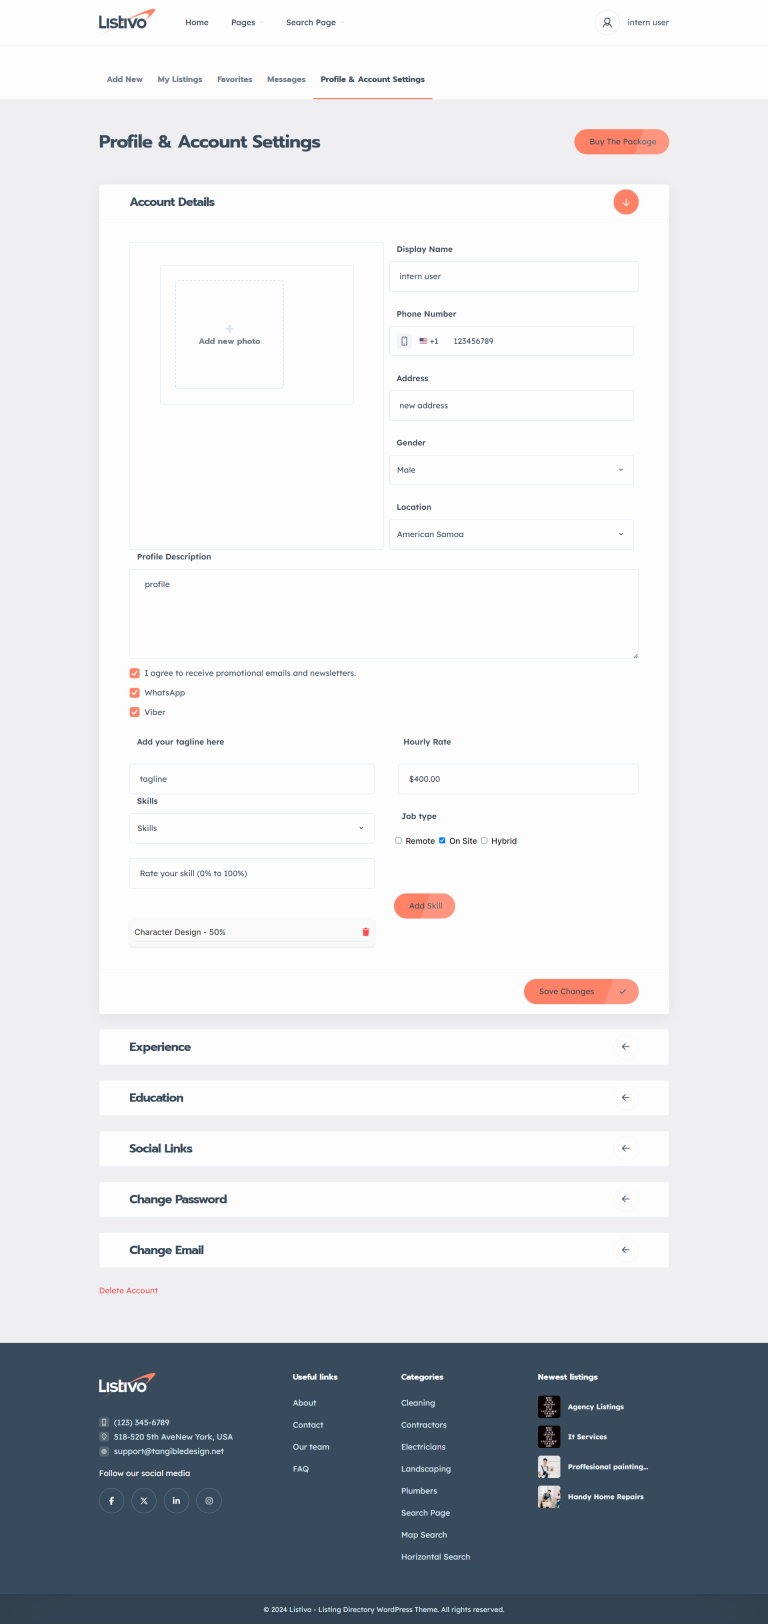 Listivo
Home
Pages
Search Page
intern user
Add New
My Listings
Favorites
Messages
Profile & Account Settings
Profile & Account Settings
Buy The Package
Account Details
Add new photo
Display Name
intern user
Phone Number
+1 123456789
Address
new address
Gender
Male
Location
American Samoa
Profile Description
profile
I agree to receive promotional emails and newsletters.
WhatsApp
Viber
Add your tagline here
tagline
Hourly Rate
$400.00
Skills
Skills
Rate your skill (0% to 100%)
Job type
Remote On Site Hybrid
Add Skill
Character Design - 50%
Save Changes
Experience
Education
Social Links
Change Password
Change Email
Delete Account
Listivo
(123) 345-6789
518-520 5th AveNew York, USA
support@tangibledesign.net
Follow our social media
Useful links
About
Contact
Our team
FAQ
Categories
Cleaning
Contractors
Electricians
Landscaping
Plumbers
Search Page
Map Search
Horizontal Search
Newest listings
Agency Listings
It Services
Proffesional painting...
Handy Home Repairs
© 2024 Listivo - Listing Directory WordPress Theme. All rights reserved.